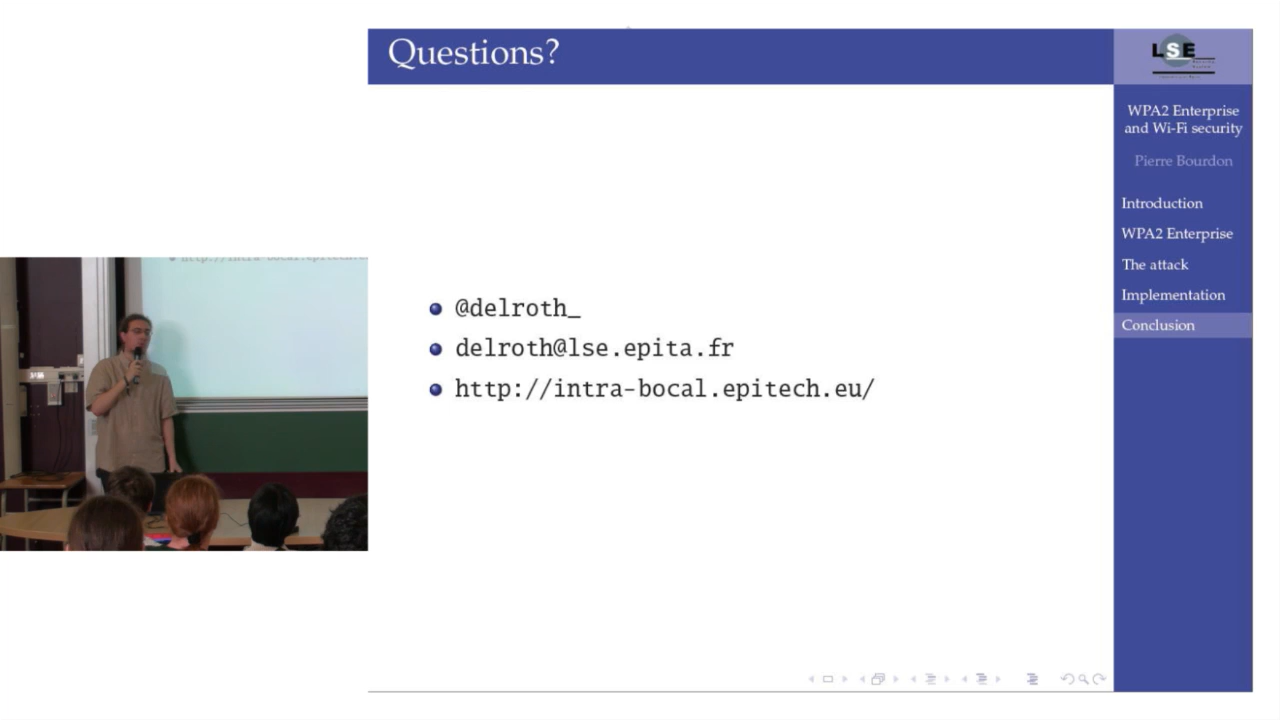 Questions?
LSE
WPA2 Enterprise
and Wi-Fi security
Pierre Bourdon
Introduction
WPA2 Enterprise
The attack
Implementation
Conclusion
@delroth_
delroth@lse.epita.fr
http://intra-bocal.epitech.eu/